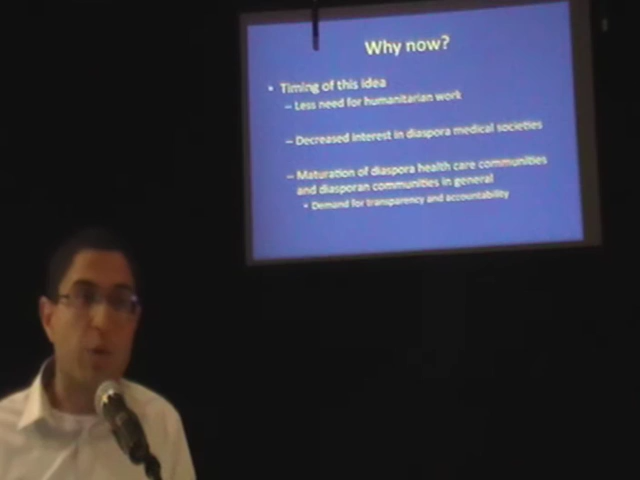 Why now?
• Timing of this idea
– Less need for humanitarian work
– Decreased interest in diaspora medical societies
– Maturation of diaspora health care communities
and diasporan communities in general
• Demand for transparency and accountability